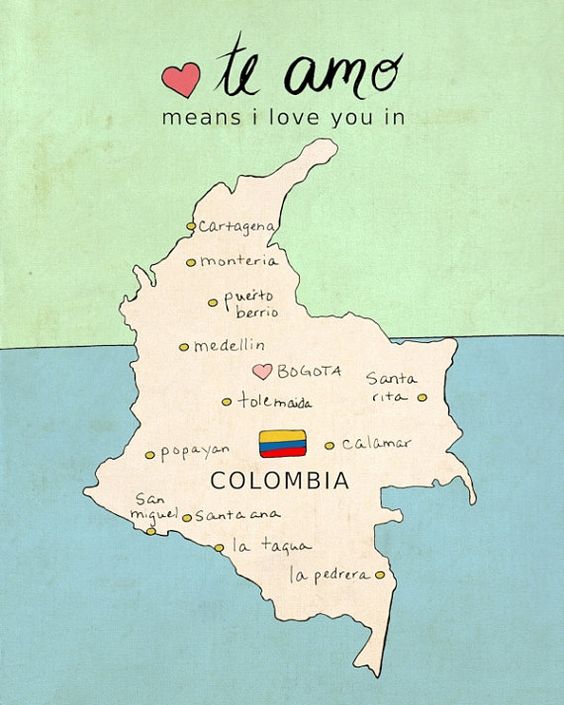 te amo
means i love you in
cartagena
monteria
puerto
berrio
medellin
BOGOTA
Santa
rita
tolemaida
popayan
calamar
COLOMBIA
San
miguel
Santa ana
la tagua
la pedrera